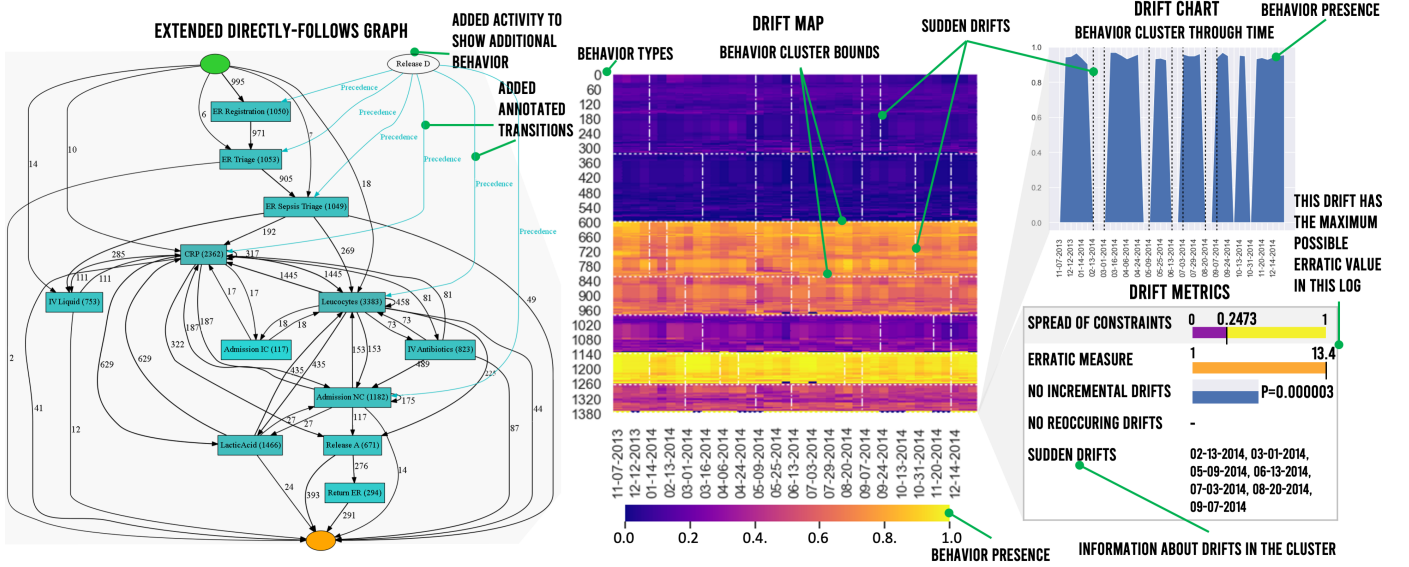 EXTENDED DIRECTLY-FOLLOWS GRAPH
ADDED ACTIVITY TO
SHOW ADDITIONAL
BEHAVIOR
Release D
ADDED
ANNOTATED
TRANSITIONS
995
Precedence
ER Registration (1050)
6
971
7
Precedence
Precedence
14
10
ER Triage (1053)
Precedence
905
18
Precedence
ER Sepsis Triage (1049)
192
Precedence
285
CRP (2362)
317
269
111
111
1445
1445
17
17
81
81
49
IV Liquid (753)
Leucocytes (3383)
458
187
187
18
18
73
73
322
Admission IC (117)
153
153
IV Antibiotics (823)
2
629
629
435
435
489
225
Admission NC (1182)
175
41
12
27
27
117
44
87
LacticAcid (1466)
Release A (671)
276
14
24
393
Return ER (294)
291
DRIFT MAP
BEHAVIOR TYPES
BEHAVIOR CLUSTER BOUNDS
SUDDEN DRIFTS
0
60
120
180
240
300
360
420
480
540
600
660
720
780
840
900
960
1020
1080
1140
1200
1260
1320
1380
11-07-2013
12-12-2013
01-14-2014
02-13-2014
03-01-2014
03-16-2014
04-06-2014
04-24-2014
05-09-2014
05-25-2014
06-13-2014
07-03-2014
07-29-2014
08-20-2014
09-07-2014
09-24-2014
10-13-2014
10-31-2014
11-20-2014
12-14-2014
0.0
0.2
0.4.
0.6
0.8
1.0
BEHAVIOR PRESENCE
DRIFT CHART
BEHAVIOR PRESENCE
BEHAVIOR CLUSTER THROUGH TIME
1.0
0.8
0.6
0.4
0.2
0.0
11-07-2013
12-12-2013
01-14-2014
02-13-2014
03-01-2014
03-16-2014
04-06-2014
04-24-2014
05-09-2014
05-25-2014
06-13-2014
07-03-2014
07-29-2014
08-20-2014
09-07-2014
09-24-2014
10-13-2014
10-31-2014
11-20-2014
12-14-2014
THIS DRIFT HAS
THE MAXIMUM
POSSIBLE
ERRATIC VALUE
IN THIS LOG
DRIFT METRICS
SPREAD OF CONSTRAINTS
0 0.2473 1
ERRATIC MEASURE
1 13.4
NO INCREMENTAL DRIFTS
P=0.000003
NO REOCCURING DRIFTS
-
SUDDEN DRIFTS
02-13-2014, 03-01-2014,
05-09-2014, 06-13-2014,
07-03-2014, 08-20-2014,
09-07-2014
INFORMATION ABOUT DRIFTS IN THE CLUSTER